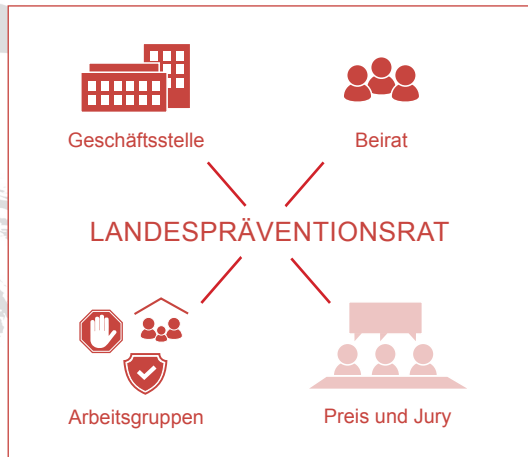 Geschäftsstelle
Beirat
LANDESPRÄVENTIONSRAT
Arbeitsgruppen
Preis und Jury